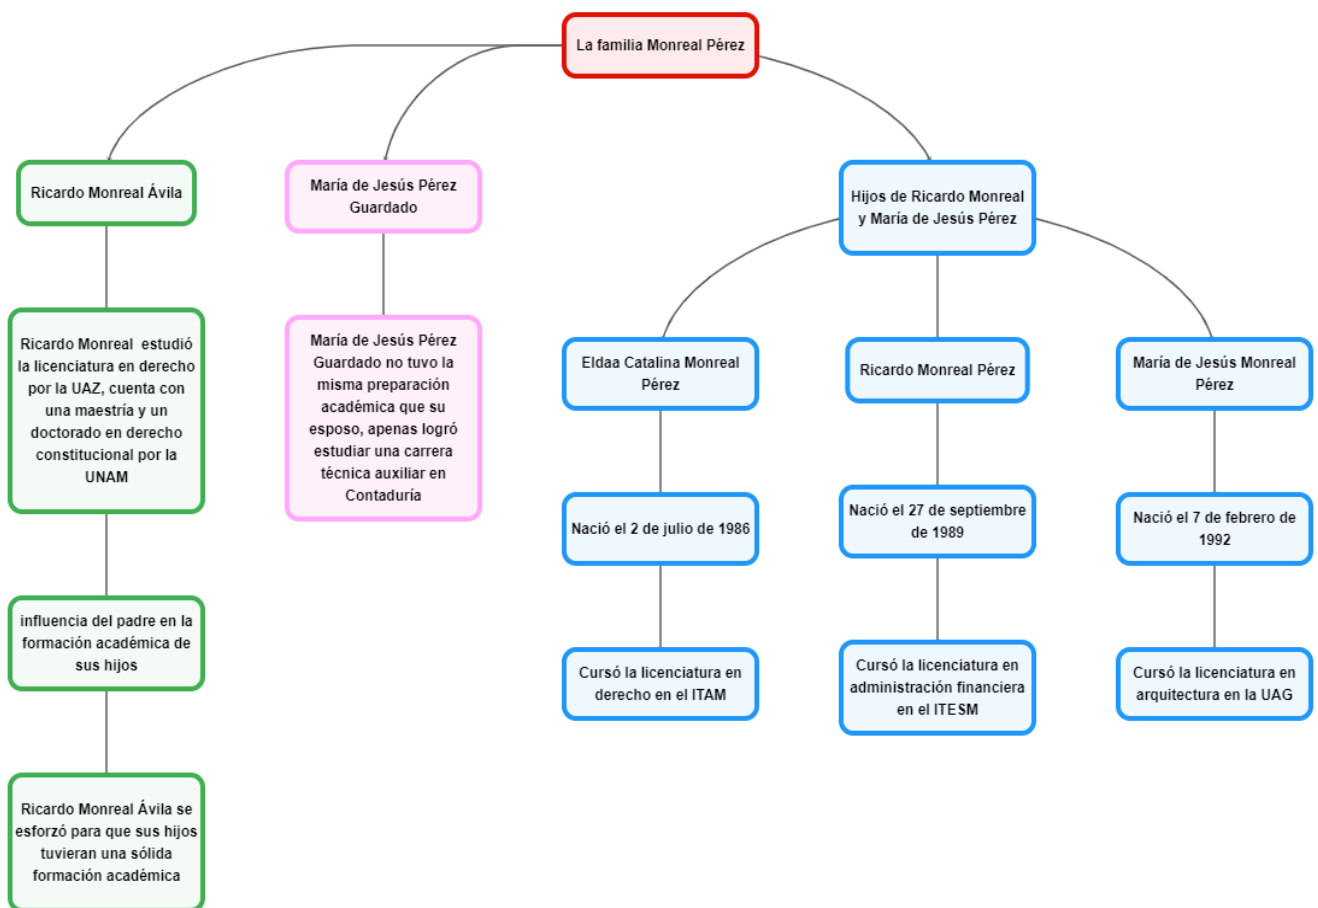 La familia Monreal Pérez
Ricardo Monreal Ávila
María de Jesús Pérez
Guardado
Hijos de Ricardo Monreal
y María de Jesús Pérez
Ricardo Monreal  estudió
la licenciatura en derecho
por la UAZ, cuenta con
una maestría y un
doctorado en derecho
constitucional por la
UNAM
María de Jesús Pérez
Guardado no tuvo la
misma preparación
académica que su
esposo, apenas logró
estudiar una carrera
técnica auxiliar en
Contaduría
Eldaa Catalina Monreal
Pérez
Ricardo Monreal Pérez
María de Jesús Monreal
Pérez
Nació el 2 de julio de 1986
Nació el 27 de septiembre
de 1989
Nació el 7 de febrero de
1992
influencia del padre en la
formación académica de
sus hijos
Cursó la licenciatura en
derecho en el ITAM
Cursó la licenciatura en
administración financiera
en el ITESM
Cursó la licenciatura en
arquitectura en la UAG
Ricardo Monreal Ávila se
esforzó para que sus hijos
tuvieran una sólida
formación académica